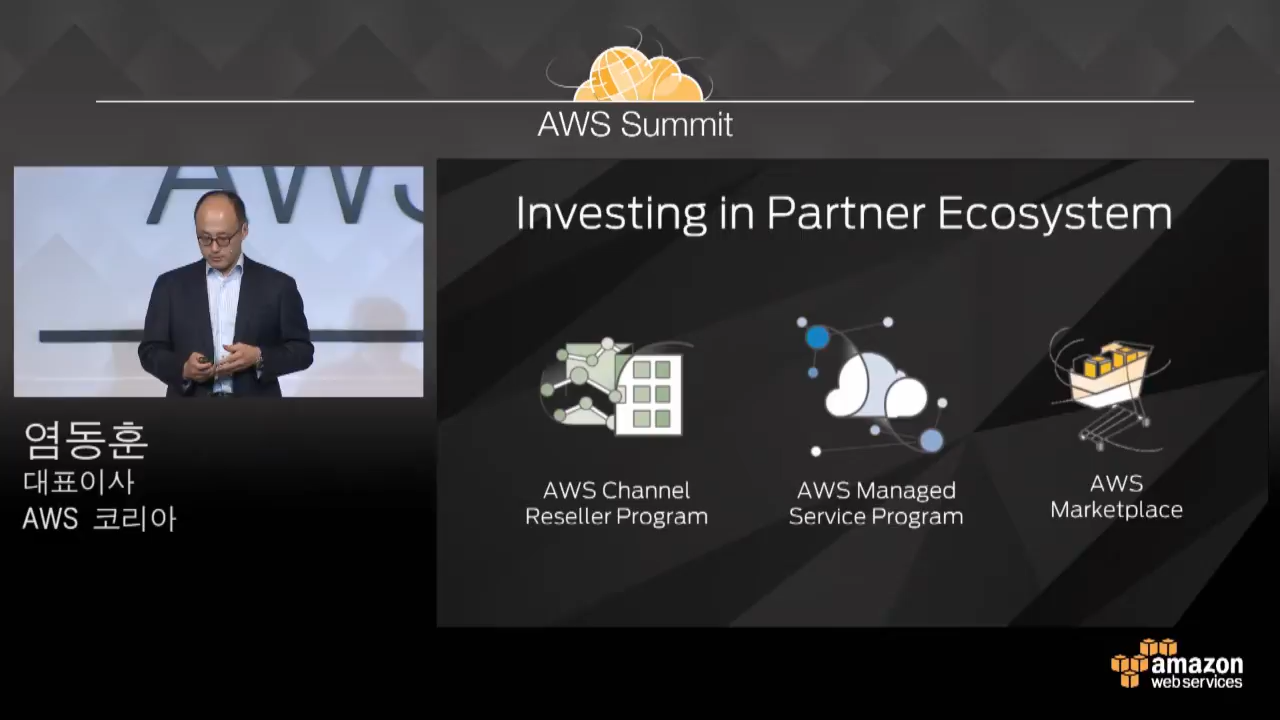 AWS Summit
AWS
Investing in Partner Ecosystem
염동훈
대표이사
AWS 코리아
AWS Channel
Reseller Program
AWS Managed
Service Program
AWS
Marketplace
amazon
web services